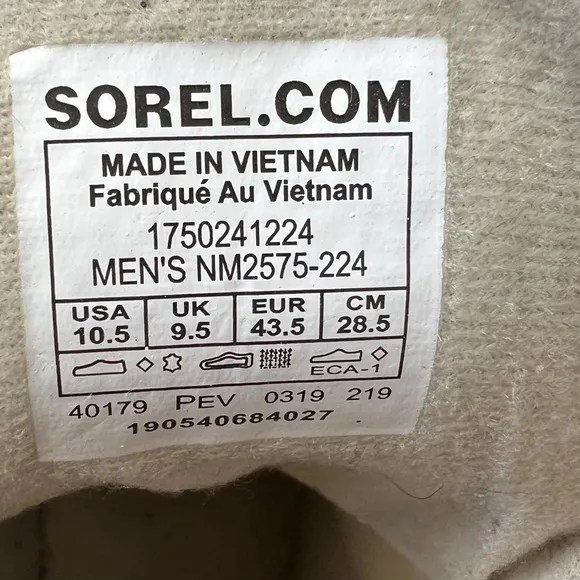 SOREL.COM
MADE IN VIETNAM
Fabriqué Au Vietnam
1750241224
MEN'S NM2575-224
USA UK EUR CM
10.5 9.5 43.5 28.5
ECA-1
40179 PEV 0319 219
190540684027